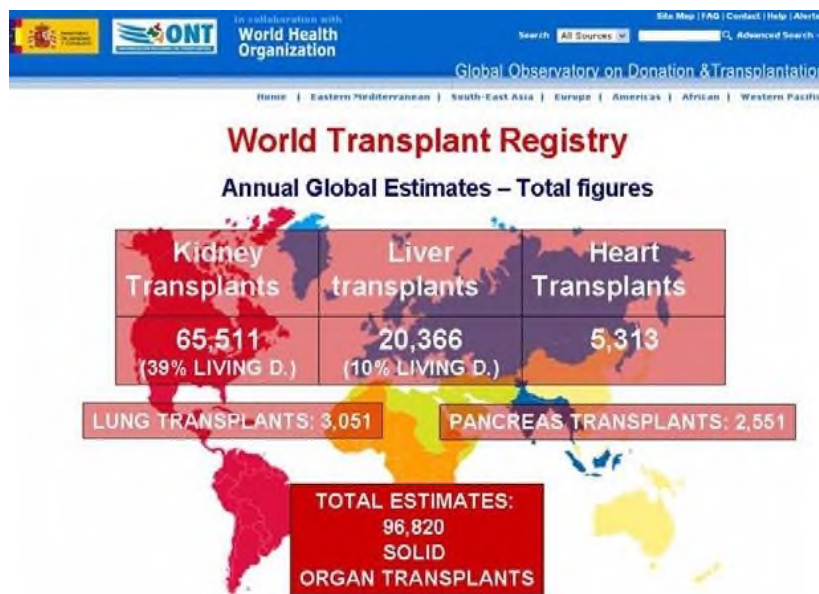 ONT
in collaboration with
World Health
Organization
Site Map | FAQ | Contact | Help | Alerts
Search All Sources Advanced Search
Global Observatory on Donation &Transplantation
Home | Eastern Mediterranean | South-East Asia | Europe | Americas | African | Western Pacific
World Transplant Registry
Annual Global Estimates – Total figures
Kidney
Transplants
Liver
transplants
Heart
Transplants
65,511
(39% LIVING D.)
20,366
(10% LIVING D.)
5,313
LUNG TRANSPLANTS: 3,051
PANCREAS TRANSPLANTS: 2,551
TOTAL ESTIMATES:
96,820
SOLID
ORGAN TRANSPLANTS